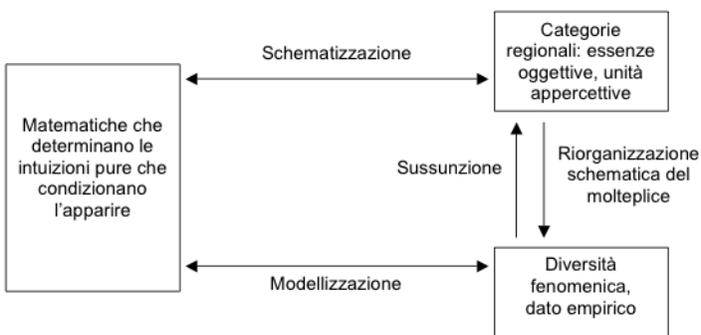 Categorie
regionali: essenze
oggettive, unità
appercettive
Schematizzazione
Matematiche che
determinano le
intuizioni pure che
condizionano
l'apparire
Sussunzione
Riorganizzazione
schematica del
molteplice
Modellizzazione
Diversità
fenomenica,
dato empirico